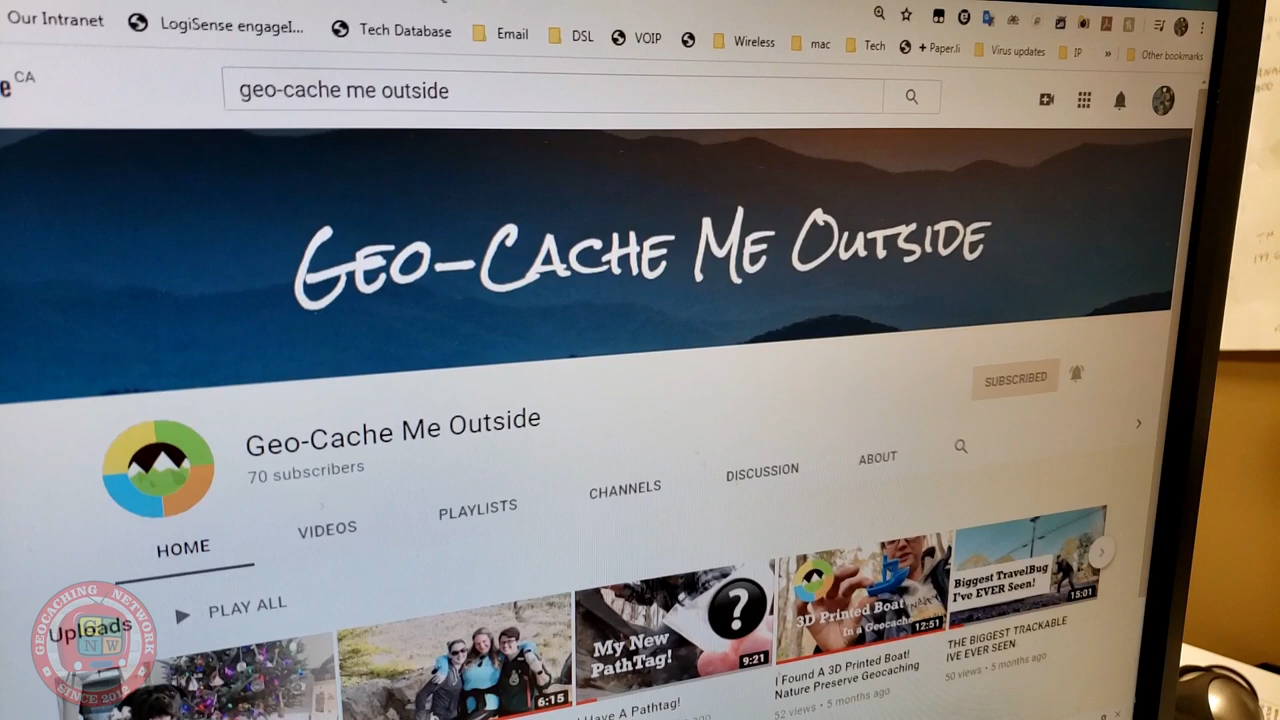 Our Intranet LogiSense engageI... Tech Database Email DSL VOIP Wireless mac Tech + Paper.li Virus updates IP » Other bookmarks
e CA
geo-cache me outside
Geo-Cache Me Outside
SUBSCRIBED
Geo-Cache Me Outside
70 subscribers
HOME VIDEOS PLAYLISTS CHANNELS DISCUSSION ABOUT
Uploads PLAY ALL
GEOCACHING NETWORK
GNW
SINCE 2012
6:15
My New
PathTag!
?
9:21
3D Printed Boat
In a Geocache
12:51
Biggest TravelBug
I've EVER Seen!
15:01
Have A Pathtag!
I Found A 3D Printed Boat!
Nature Preserve Geocaching
52 views • 5 months ago
THE BIGGEST TRACKABLE
IVE EVER SEEN
50 views • 5 months ago